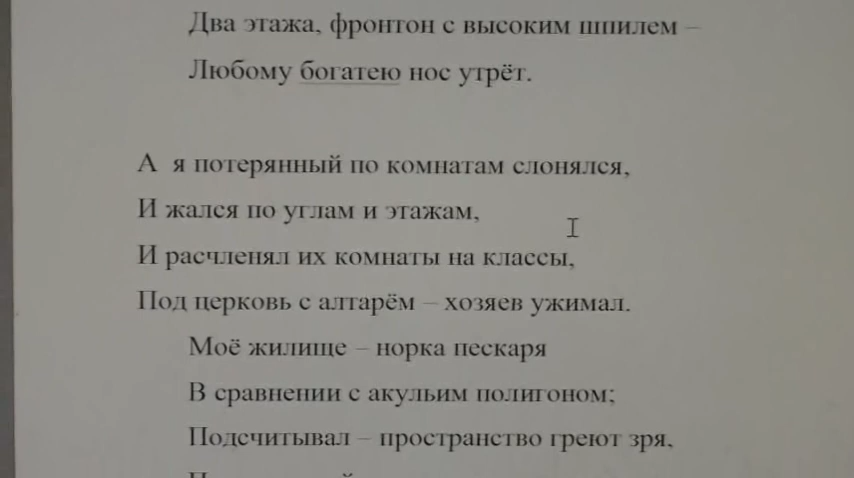 Два этажа, фронтон с высоким шпилем –
Любому богатею нос утрёт.
А я потерянный по комнатам слонялся,
И жался по углам и этажам,
И расчленял их комнаты на классы,
Под церковь с алтарём – хозяев ужимал.
Моё жилище – норка пескаря
В сравнении с акульим полигоном;
Подсчитывал – пространство греют зря,